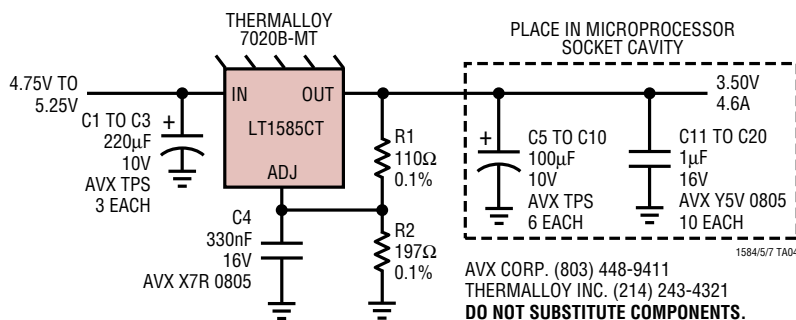 THERMALLOY
7020B-MT
PLACE IN MICROPROCESSOR
SOCKET CAVITY
4.75V TO
5.25V
IN
OUT
LT1585CT
ADJ
3.50V
4.6A
C1 TO C3
220µF
10V
AVX TPS
3 EACH
+
R1
110Ω
0.1%
+
C5 TO C10
100µF
10V
AVX TPS
6 EACH
C11 TO C20
1µF
16V
AVX Y5V 0805
10 EACH
C4
330nF
16V
AVX X7R 0805
R2
197Ω
0.1%
1584/5/7 TA04
AVX CORP. (803) 448-9411
THERMALLOY INC. (214) 243-4321
DO NOT SUBSTITUTE COMPONENTS.